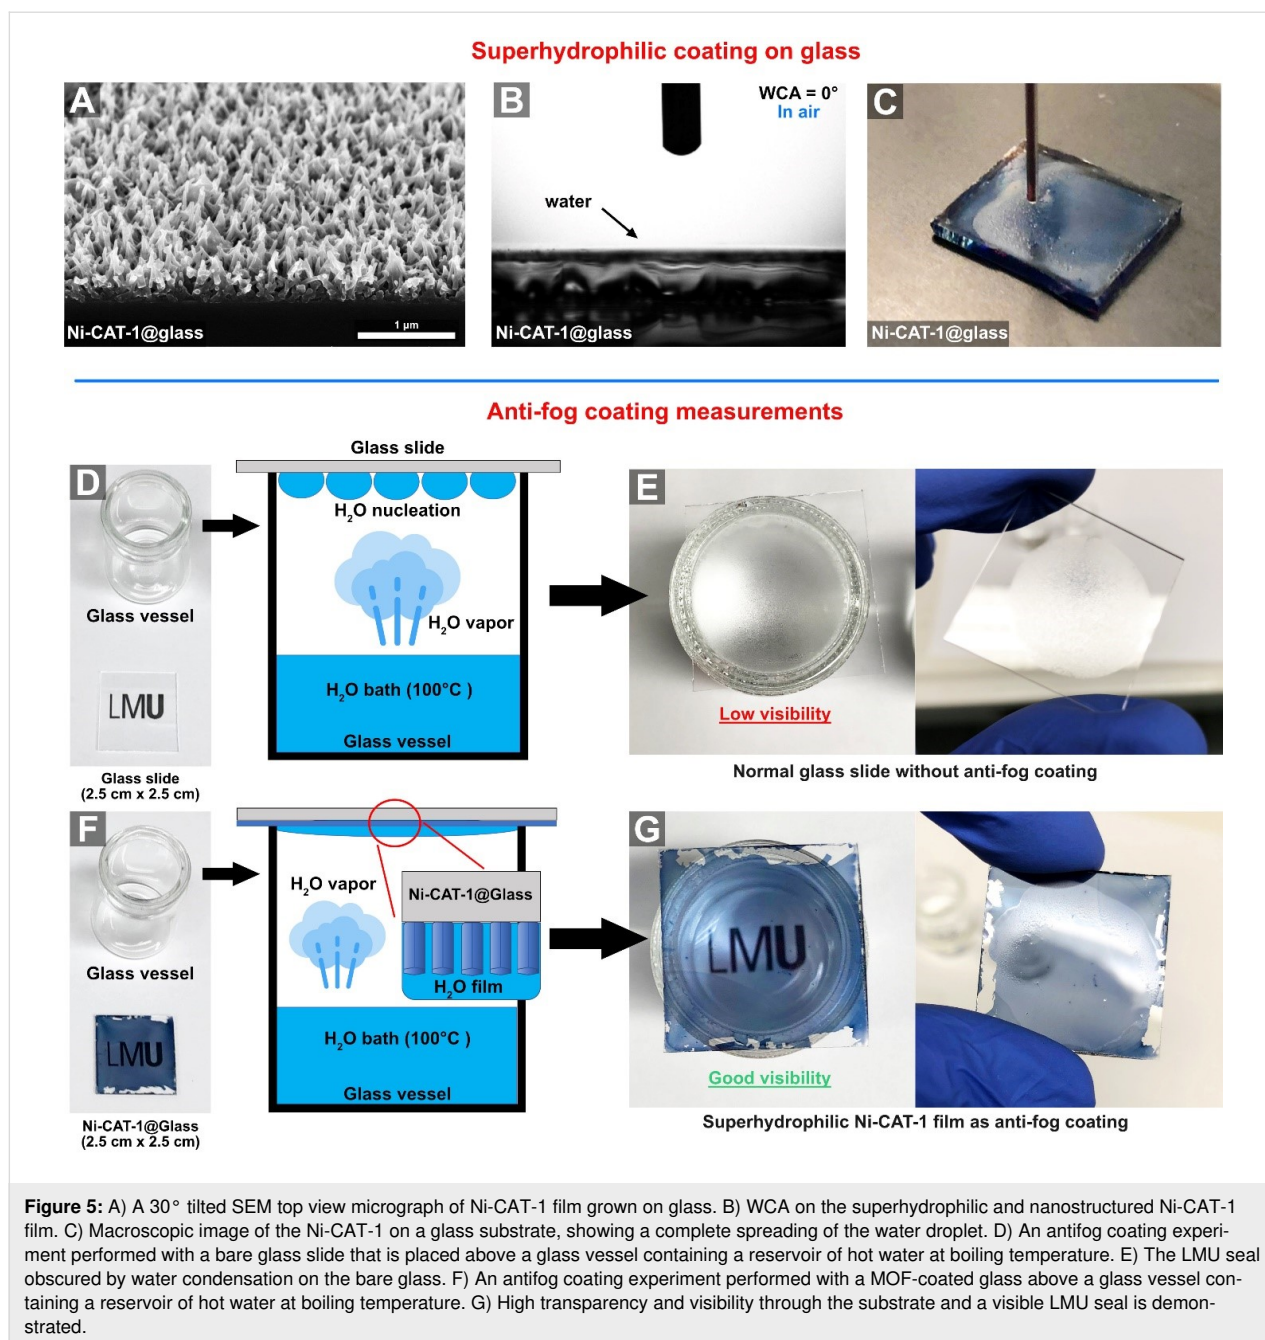 Superhydrophilic coating on glass
A
Ni-CAT-1@glass
1 µm
B
WCA = 0°
In air
water
Ni-CAT-1@glass
C
Ni-CAT-1@glass
Anti-fog coating measurements
D
Glass vessel
LMU
Glass slide
(2.5 cm x 2.5 cm)
Glass slide
H₂O nucleation
H₂O vapor
H₂O bath (100°C )
Glass vessel
E
Low visibility
Normal glass slide without anti-fog coating
F
Glass vessel
LMU
Ni-CAT-1@Glass
(2.5 cm x 2.5 cm)
H₂O vapor
Ni-CAT-1@Glass
H₂O film
H₂O bath (100°C )
Glass vessel
G
LMU
Good visibility
Superhydrophilic Ni-CAT-1 film as anti-fog coating
Figure 5: A) A 30° tilted SEM top view micrograph of Ni-CAT-1 film grown on glass. B) WCA on the superhydrophilic and nanostructured Ni-CAT-1
film. C) Macroscopic image of the Ni-CAT-1 on a glass substrate, showing a complete spreading of the water droplet. D) An antifog coating experi-
ment performed with a bare glass slide that is placed above a glass vessel containing a reservoir of hot water at boiling temperature. E) The LMU seal
obscured by water condensation on the bare glass. F) An antifog coating experiment performed with a MOF-coated glass above a glass vessel con-
taining a reservoir of hot water at boiling temperature. G) High transparency and visibility through the substrate and a visible LMU seal is demon-
strated.